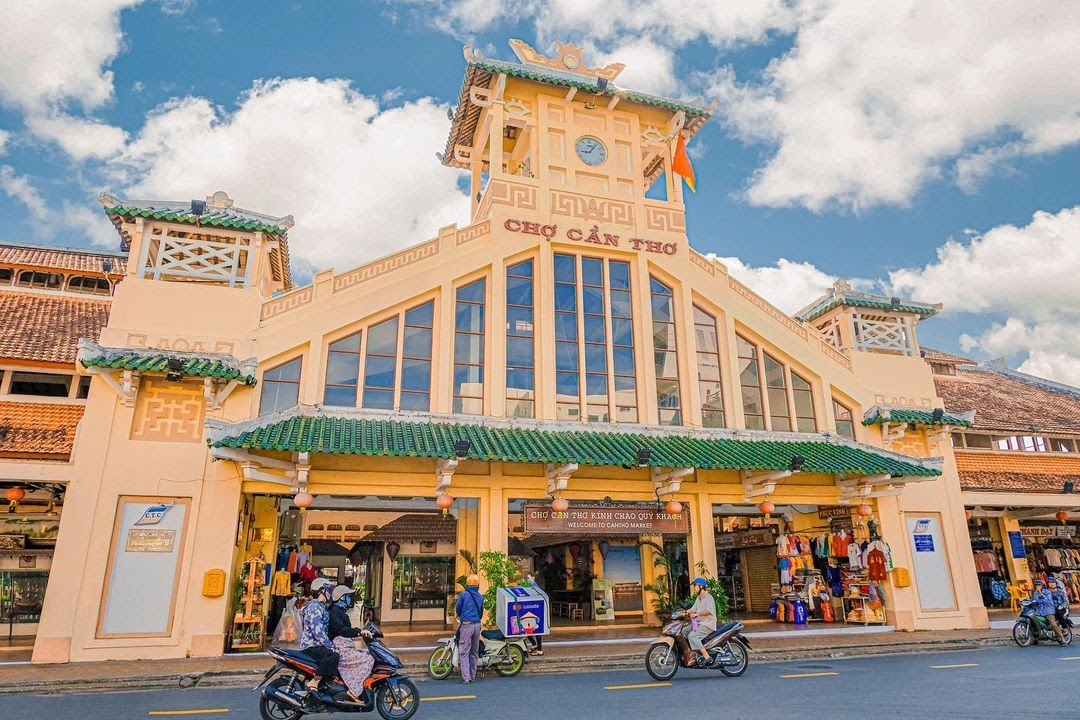 CHỢ CẦN THƠ
CHỢ CẦN THƠ KÍNH CHÀO QUÝ KHÁCH
WELCOME TO CANTHO MARKET
C.T.C
Lazada